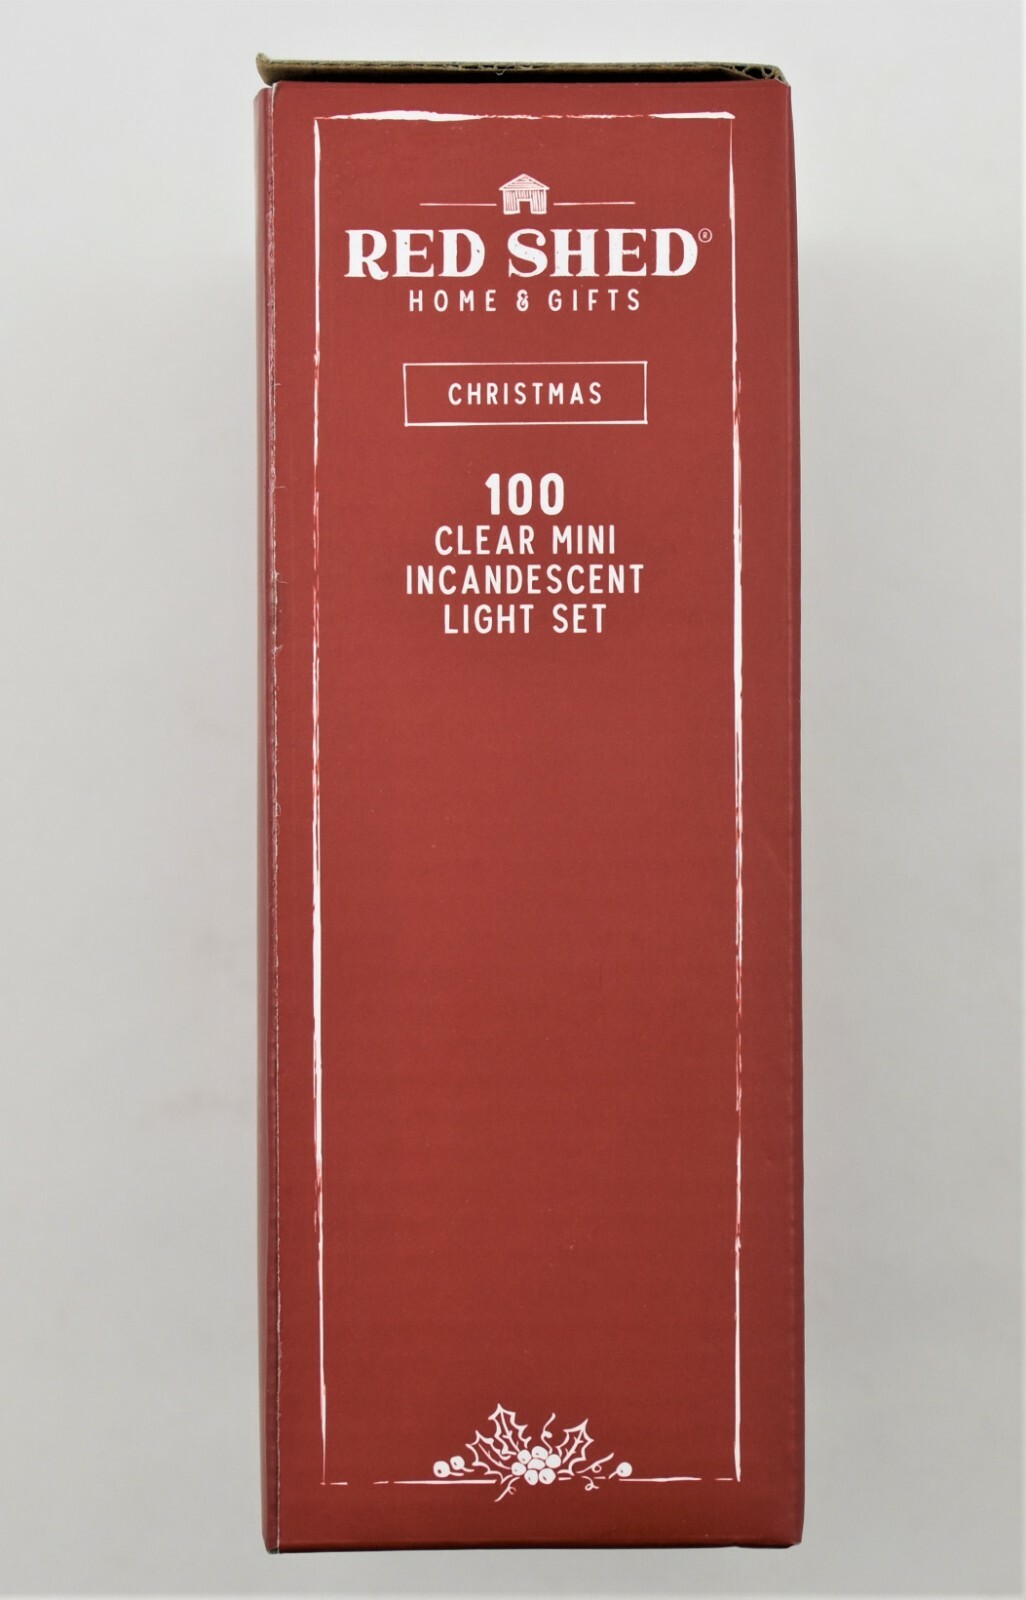 RED SHED®
HOME & GIFTS
CHRISTMAS
100
CLEAR MINI
INCANDESCENT
LIGHT SET